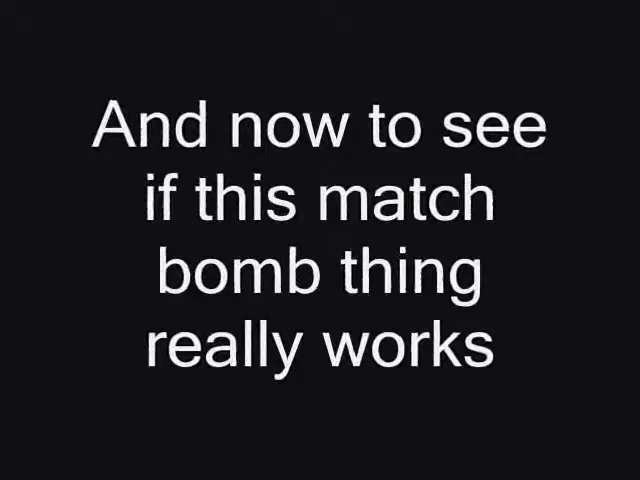 And now to see
if this match
bomb thing
really works